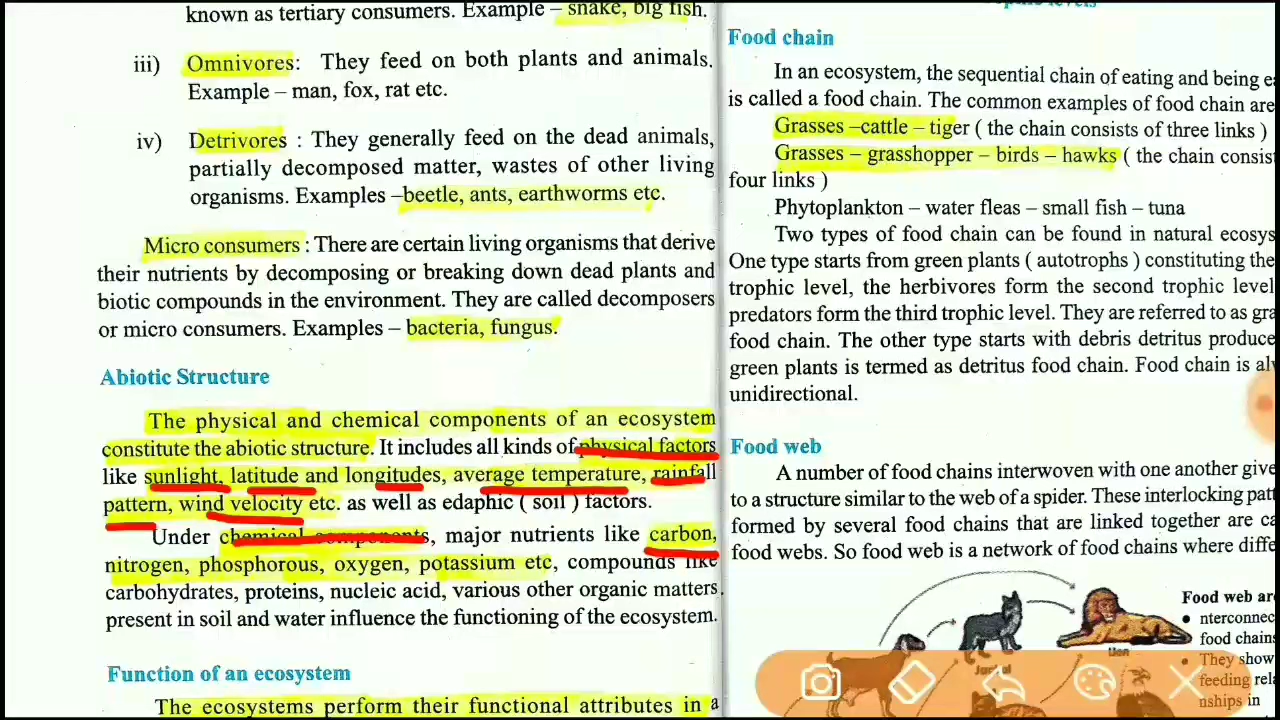 known as tertiary consumers. Example – snake, big fish.
iii) Omnivores: They feed on both plants and animals.
Example – man, fox, rat etc.
iv) Detrivores : They generally feed on the dead animals,
partially decomposed matter, wastes of other living
organisms. Examples –beetle, ants, earthworms etc.
Micro consumers : There are certain living organisms that derive
their nutrients by decomposing or breaking down dead plants and
biotic compounds in the environment. They are called decomposers
or micro consumers. Examples – bacteria, fungus.
Abiotic Structure
The physical and chemical components of an ecosystem
constitute the abiotic structure. It includes all kinds of physical factors
like sunlight, latitude and longitudes, average temperature, rainfall
pattern, wind velocity etc. as well as edaphic ( soil ) factors.
Under chemical components, major nutrients like carbon,
nitrogen, phosphorous, oxygen, potassium etc, compounds like
carbohydrates, proteins, nucleic acid, various other organic matters
present in soil and water influence the functioning of the ecosystem.
Function of an ecosystem
The ecosystems perform their functional attributes in a
levels
Food chain
In an ecosystem, the sequential chain of eating and being
is called a food chain. The common examples of food chain are
Grasses –cattle – tiger ( the chain consists of three links )
Grasses – grasshopper – birds – hawks ( the chain consis
four links )
Phytoplankton – water fleas – small fish – tuna
Two types of food chain can be found in natural ecosys
One type starts from green plants ( autotrophs ) constituting the
trophic level, the herbivores form the second trophic level
predators form the third trophic level. They are referred to as gra
food chain. The other type starts with debris detritus produce
green plants is termed as detritus food chain. Food chain is al
unidirectional.
Food web
A number of food chains interwoven with one another give
to a structure similar to the web of a spider. These interlocking pat
formed by several food chains that are linked together are ca
food webs. So food web is a network of food chains where diffe
Food web are
• nterconnec
food chains
• They show
feeding rela
nships in
Lion